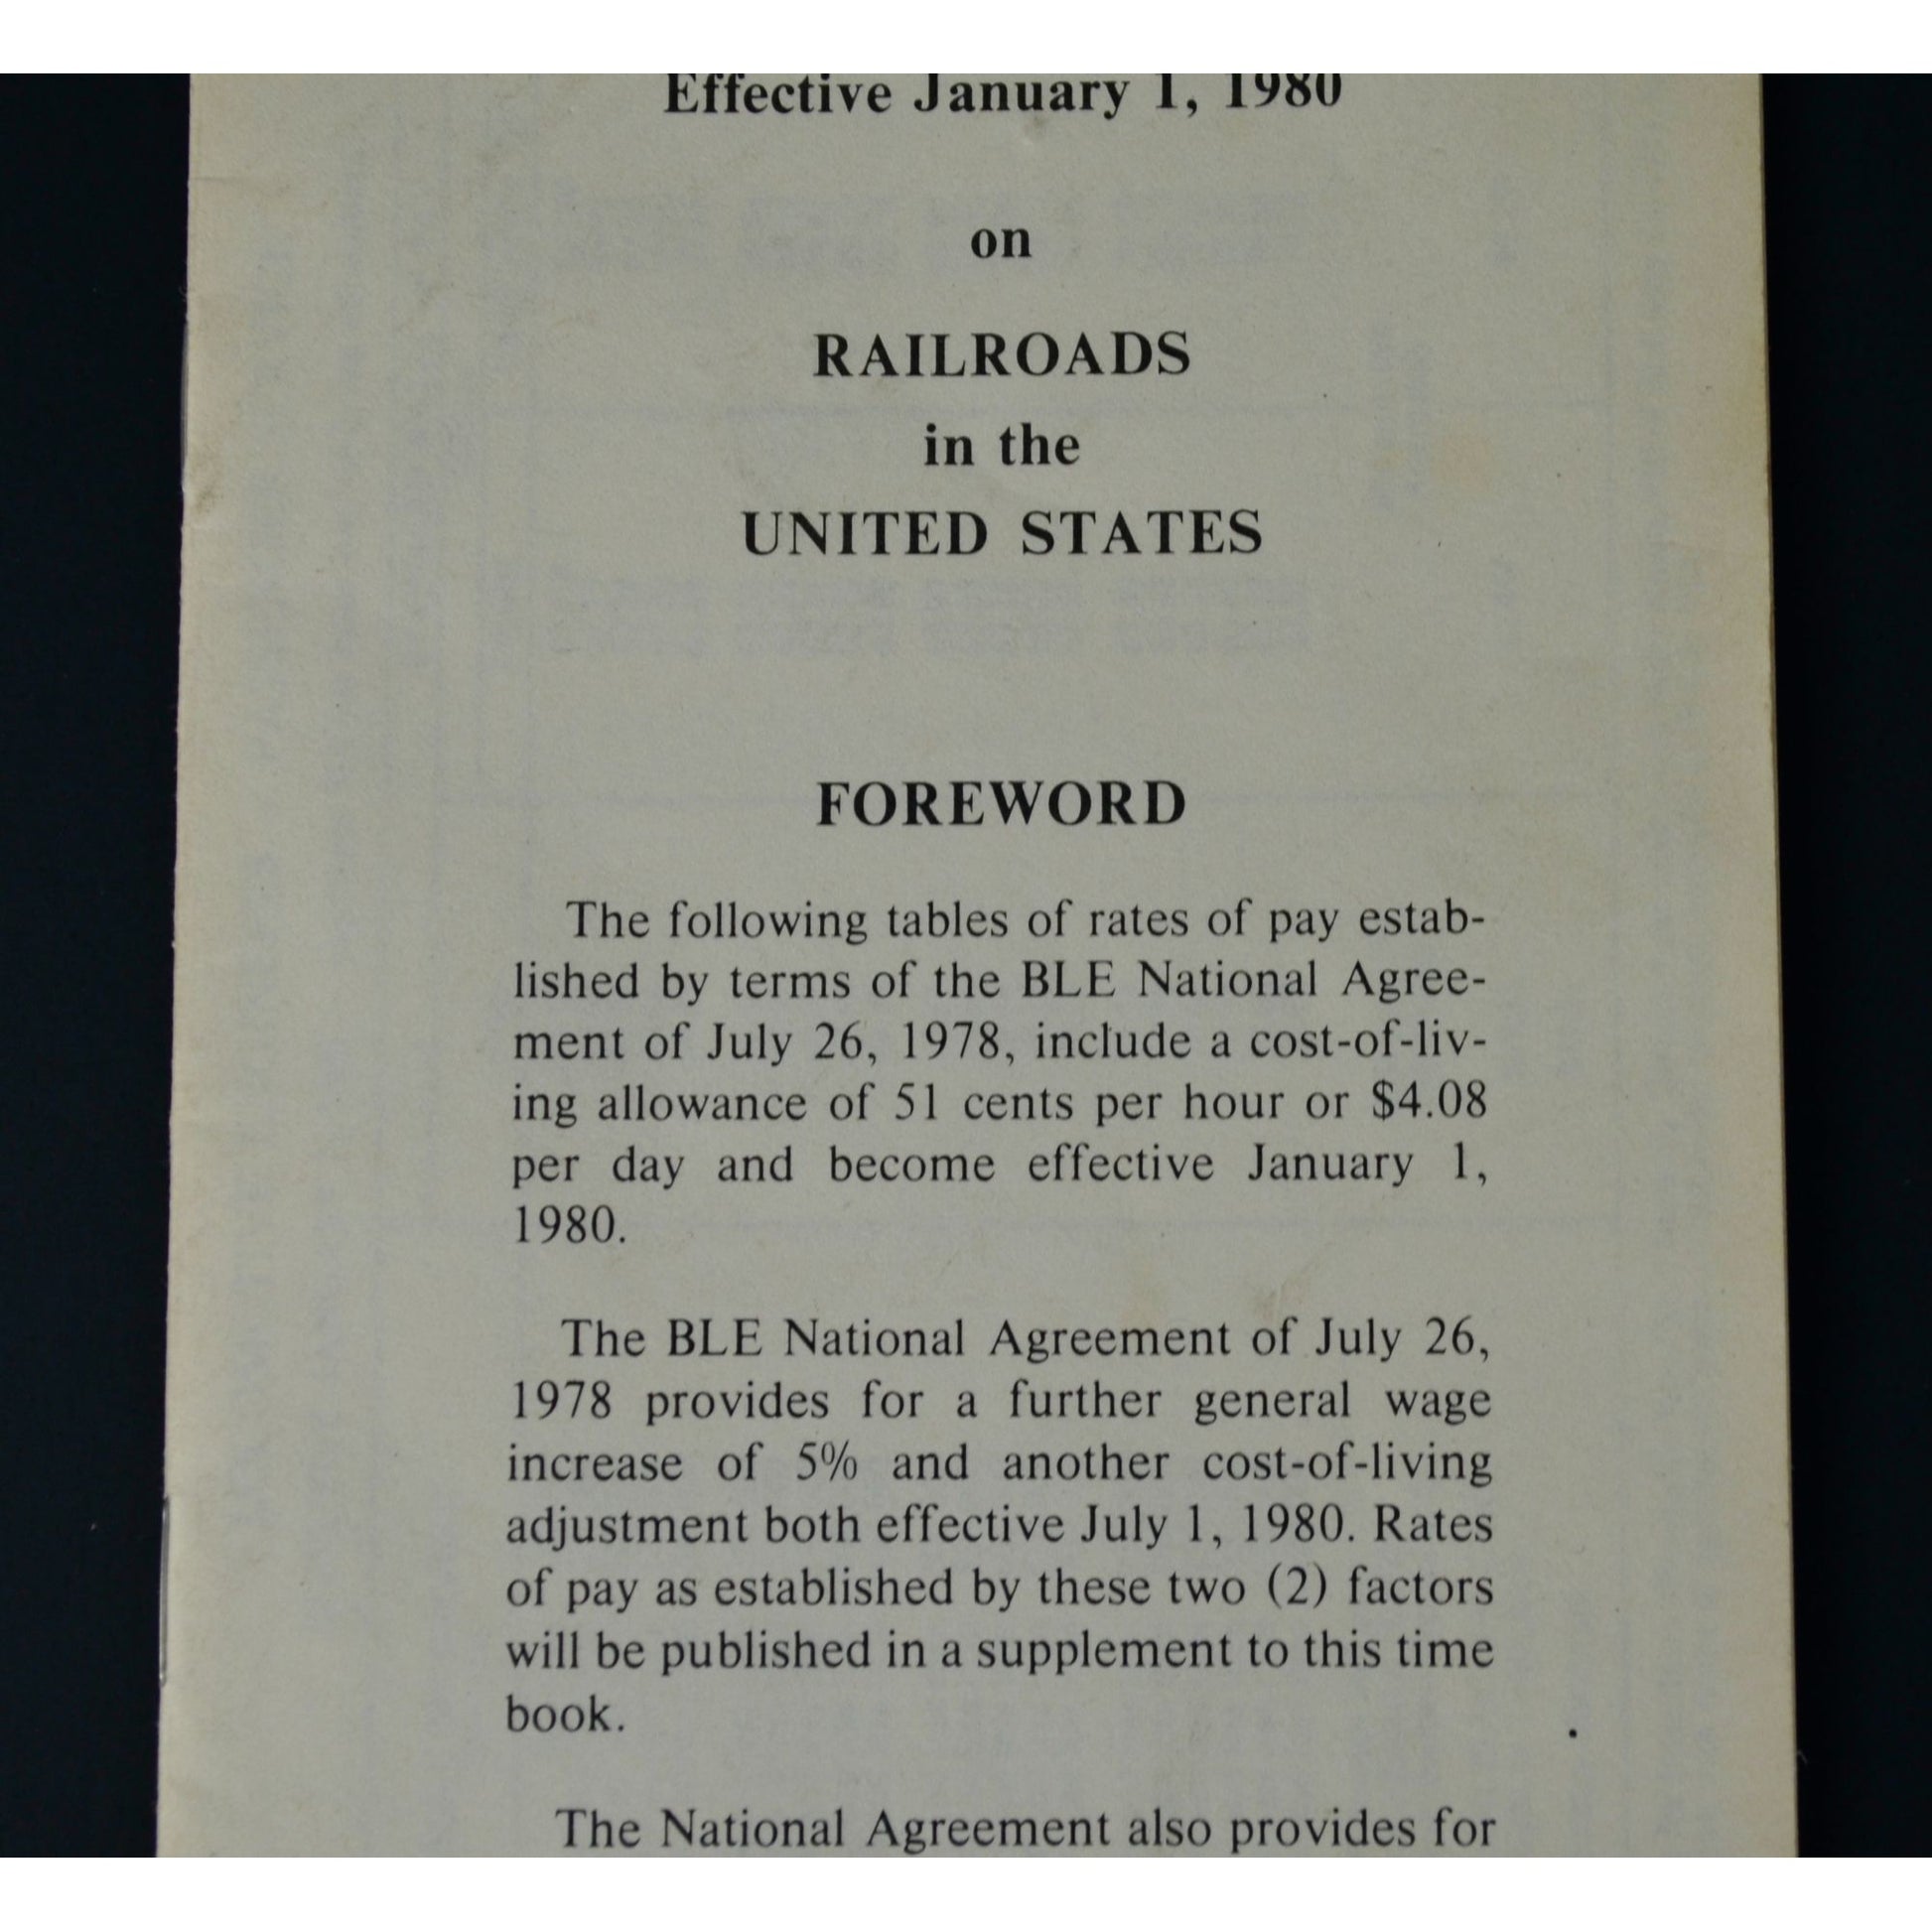 Effective January 1, 1980
on
RAILROADS
in the
UNITED STATES
FOREWORD
The following tables of rates of pay estab-
lished by terms of the BLE National Agree-
ment of July 26, 1978, include a cost-of-liv-
ing allowance of 51 cents per hour or $4.08
per day and become effective January 1,
1980.
The BLE National Agreement of July 26,
1978 provides for a further general wage
increase of 5% and another cost-of-living
adjustment both effective July 1, 1980. Rates
of pay as established by these two (2) factors
will be published in a supplement to this time
book.
The National Agreement also provides for